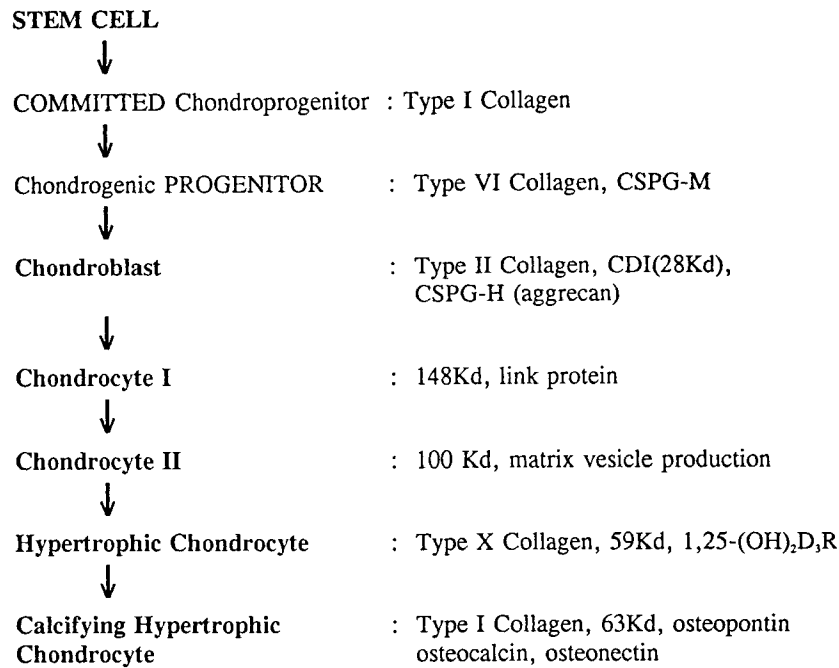 STEM CELL
COMMITTED Chondroprogenitor : Type I Collagen
Chondrogenic PROGENITOR : Type VI Collagen, CSPG-M
Chondroblast : Type II Collagen, CDI(28Kd),
CSPG-H (aggrecan)
Chondrocyte I : 148Kd, link protein
Chondrocyte II : 100 Kd, matrix vesicle production
Hypertrophic Chondrocyte : Type X Collagen, 59Kd, 1,25-(OH)₂D₃R
Calcifying Hypertrophic : Type I Collagen, 63Kd, osteopontin
Chondrocyte osteocalcin, osteonectin